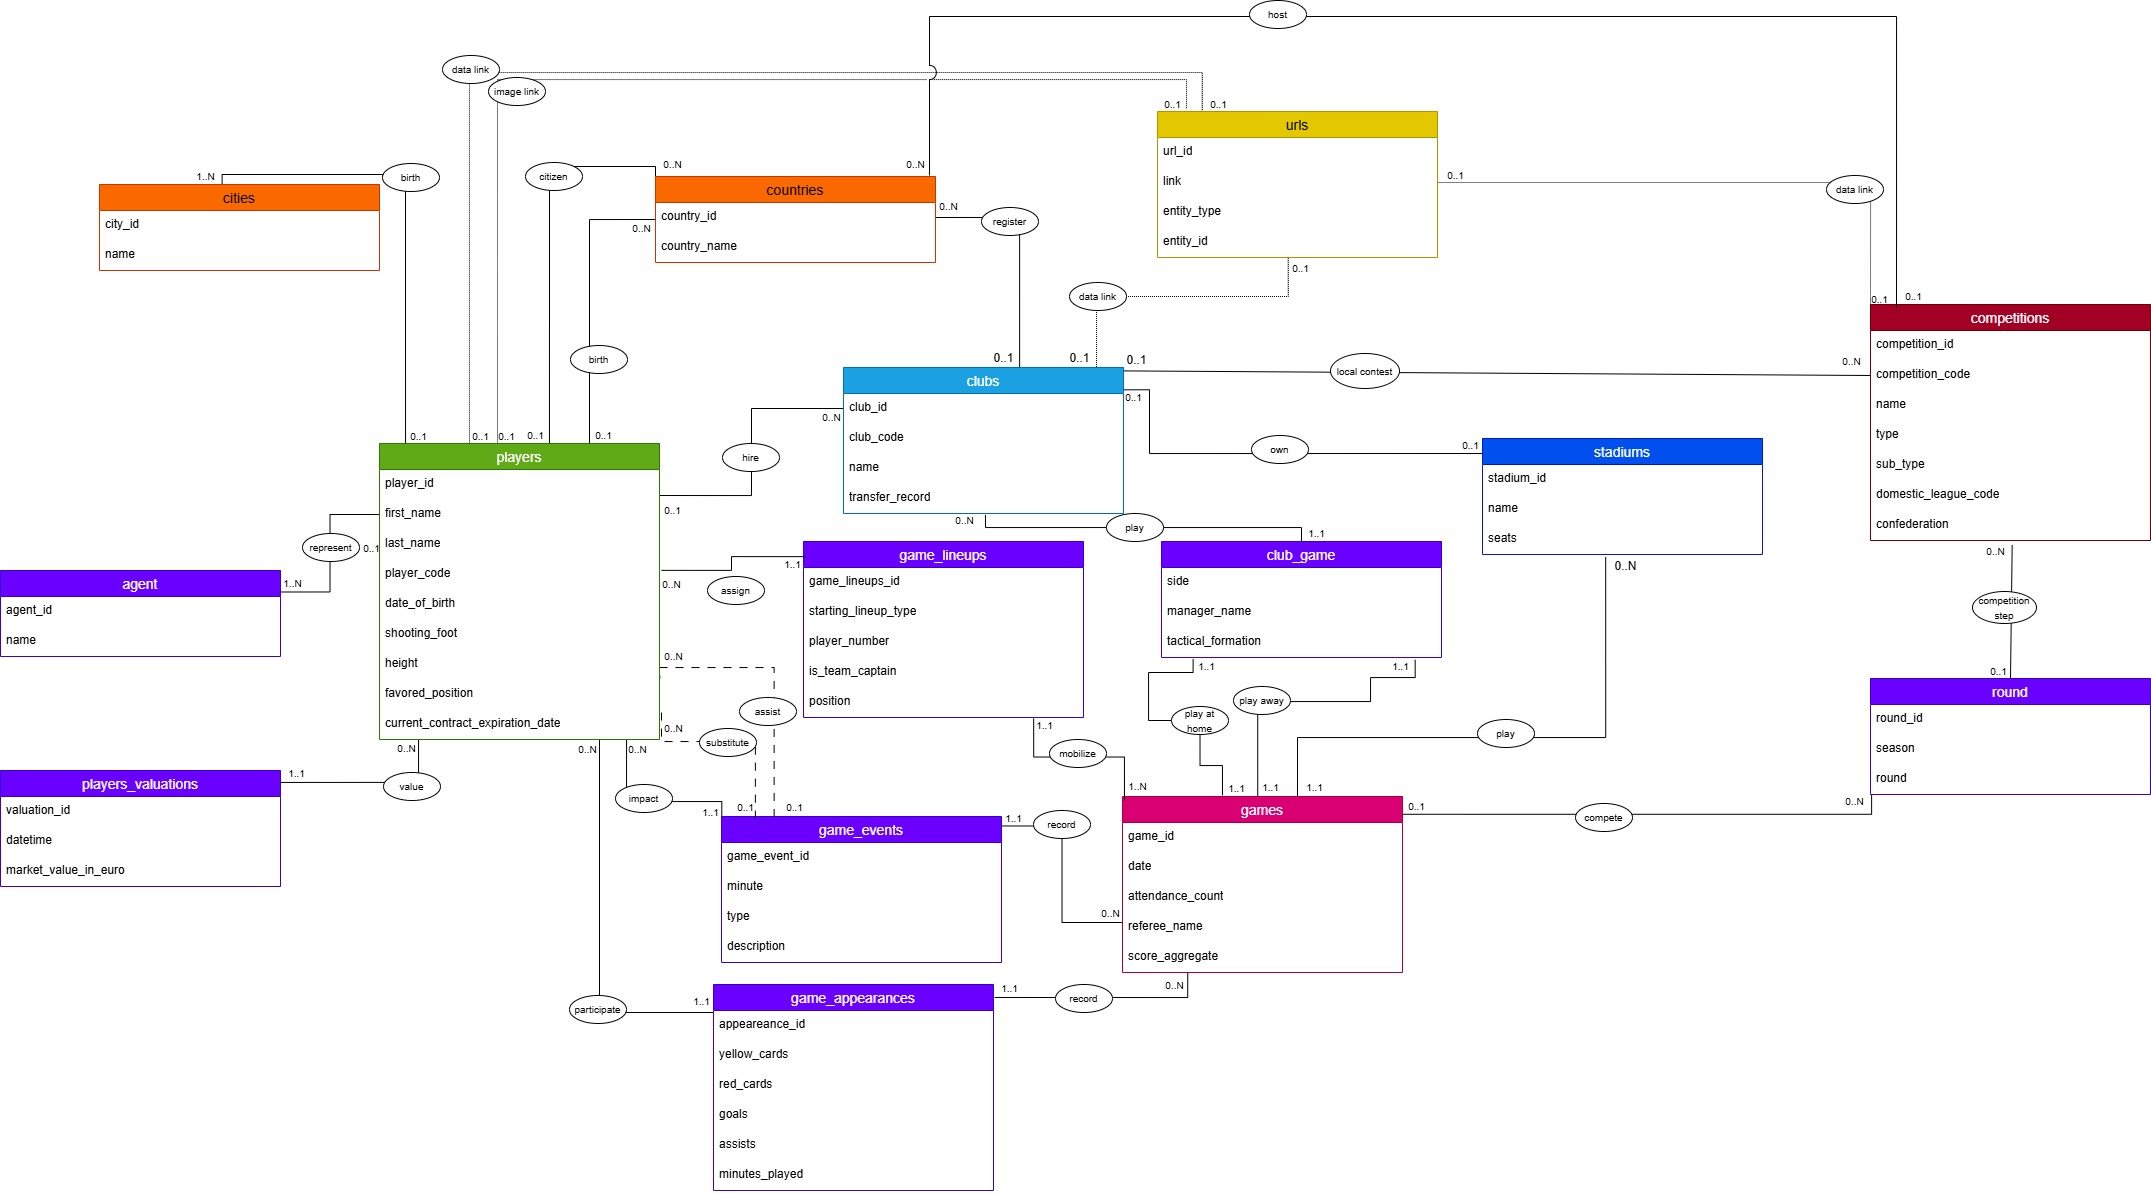 host
data link
image link
0..1
0..1
urls
url_id
link
entity_type
entity_id
0..1
data link
0..1
data link
0..1
0..1
1..N
birth
cities
city_id
name
citizen
0..N
0..N
countries
country_id
country_name
0..N
0..N
register
birth
0..1
0..1
0..1
local contest
0..N
competitions
competition_id
competition_code
name
type
sub_type
domestic_league_code
confederation
0..N
clubs
club_id
club_code
name
transfer_record
0..N
0..N
0..1
own
0..1
stadiums
stadium_id
name
seats
0..N
0..1
0..1
0..1
0..1
0..1
players
player_id
first_name
last_name
player_code
date_of_birth
shooting_foot
height
favored_position
current_contract_expiration_date
hire
0..1
represent
0..1
1..N
agent
agent_id
name
play
1..1
assign
0..N
1..1
game_lineups
game_lineups_id
starting_lineup_type
player_number
is_team_captain
position
1..1
club_game
side
manager_name
tactical_formation
1..1
1..1
play at
home
play away
play
competition
step
0..1
round
round_id
season
round
0..N
0..N
assist
0..N
substitute
mobilize
1..N
1..1
1..1
1..1
0..1
compete
0..N
1..1
players_valuations
valuation_id
datetime
market_value_in_euro
value
0..N
0..N
impact
1..1
0..1
0..1
game_events
game_event_id
minute
type
description
1..1
record
0..N
games
game_id
date
attendance_count
referee_name
score_aggregate
0..N
participate
1..1
game_appearances
appeareance_id
yellow_cards
red_cards
goals
assists
minutes_played
1..1
record
0..N